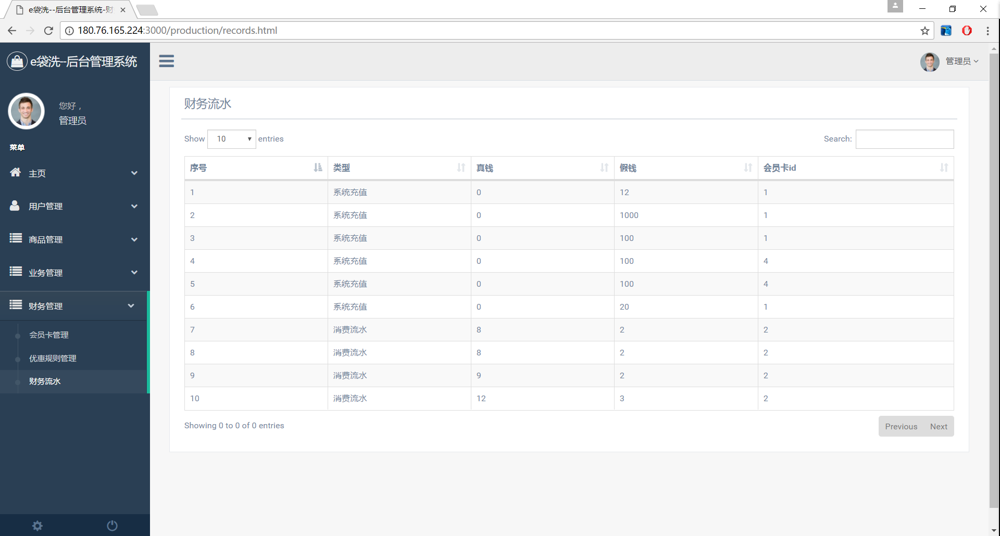 e袋洗--后台管理系统-财
180.76.165.224:3000/production/records.html
e袋洗--后台管理系统
管理员
您好，
管理员
菜单
主页
用户管理
商品管理
业务管理
财务管理
会员卡管理
优惠规则管理
财务流水
财务流水
Show 10 entries
Search:
序号 类型 真钱 假钱 会员卡id
1 系统充值 0 12 1
2 系统充值 0 1000 1
3 系统充值 0 100 1
4 系统充值 0 100 4
5 系统充值 0 100 4
6 系统充值 0 20 1
7 消费流水 8 2 2
8 消费流水 8 2 2
9 消费流水 9 2 2
10 消费流水 12 3 2
Showing 0 to 0 of 0 entries
Previous Next